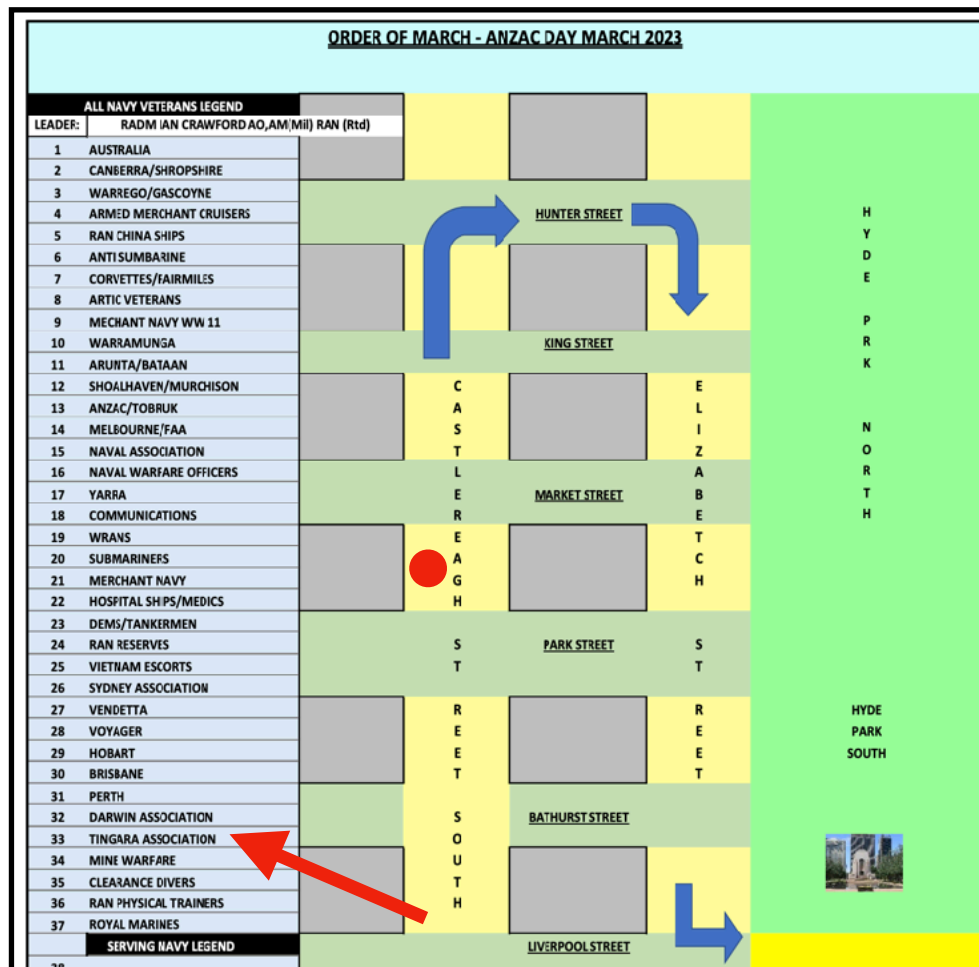 ORDER OF MARCH - ANZAC DAY MARCH 2023
ALL NAVY VETERANS LEGEND
LEADER: RADM IAN CRAWFORD AO,AM(Mil) RAN (Rtd)
1 AUSTRALIA
2 CANBERRA/SHROPSHIRE
3 WARREGO/GASCOYNE
4 ARMED MERCHANT CRUISERS
5 RAN CHINA SHIPS
6 ANTI SUMBARINE
7 CORVETTES/FAIRMILES
8 ARTIC VETERANS
9 MECHANT NAVY WW 11
10 WARRAMUNGA
11 ARUNTA/BATAAN
12 SHOALHAVEN/MURCHISON
13 ANZAC/TOBRUK
14 MELBOURNE/FAA
15 NAVAL ASSOCIATION
16 NAVAL WARFARE OFFICERS
17 YARRA
18 COMMUNICATIONS
19 WRANS
20 SUBMARINERS
21 MERCHANT NAVY
22 HOSPITAL SHIPS/MEDICS
23 DEMS/TANKERMEN
24 RAN RESERVES
25 VIETNAM ESCORTS
26 SYDNEY ASSOCIATION
27 VENDETTA
28 VOYAGER
29 HOBART
30 BRISBANE
31 PERTH
32 DARWIN ASSOCIATION
33 TINGARA ASSOCIATION
34 MINE WARFARE
35 CLEARANCE DIVERS
36 RAN PHYSICAL TRAINERS
37 ROYAL MARINES
SERVING NAVY LEGEND
CASTLEREAGH STREET SOUTH
HUNTER STREET
KING STREET
MARKET STREET
PARK STREET
BATHURST STREET
LIVERPOOL STREET
ELIZABETCH STREET
HYDE PRK NORTH
HYDE
PARK
SOUTH